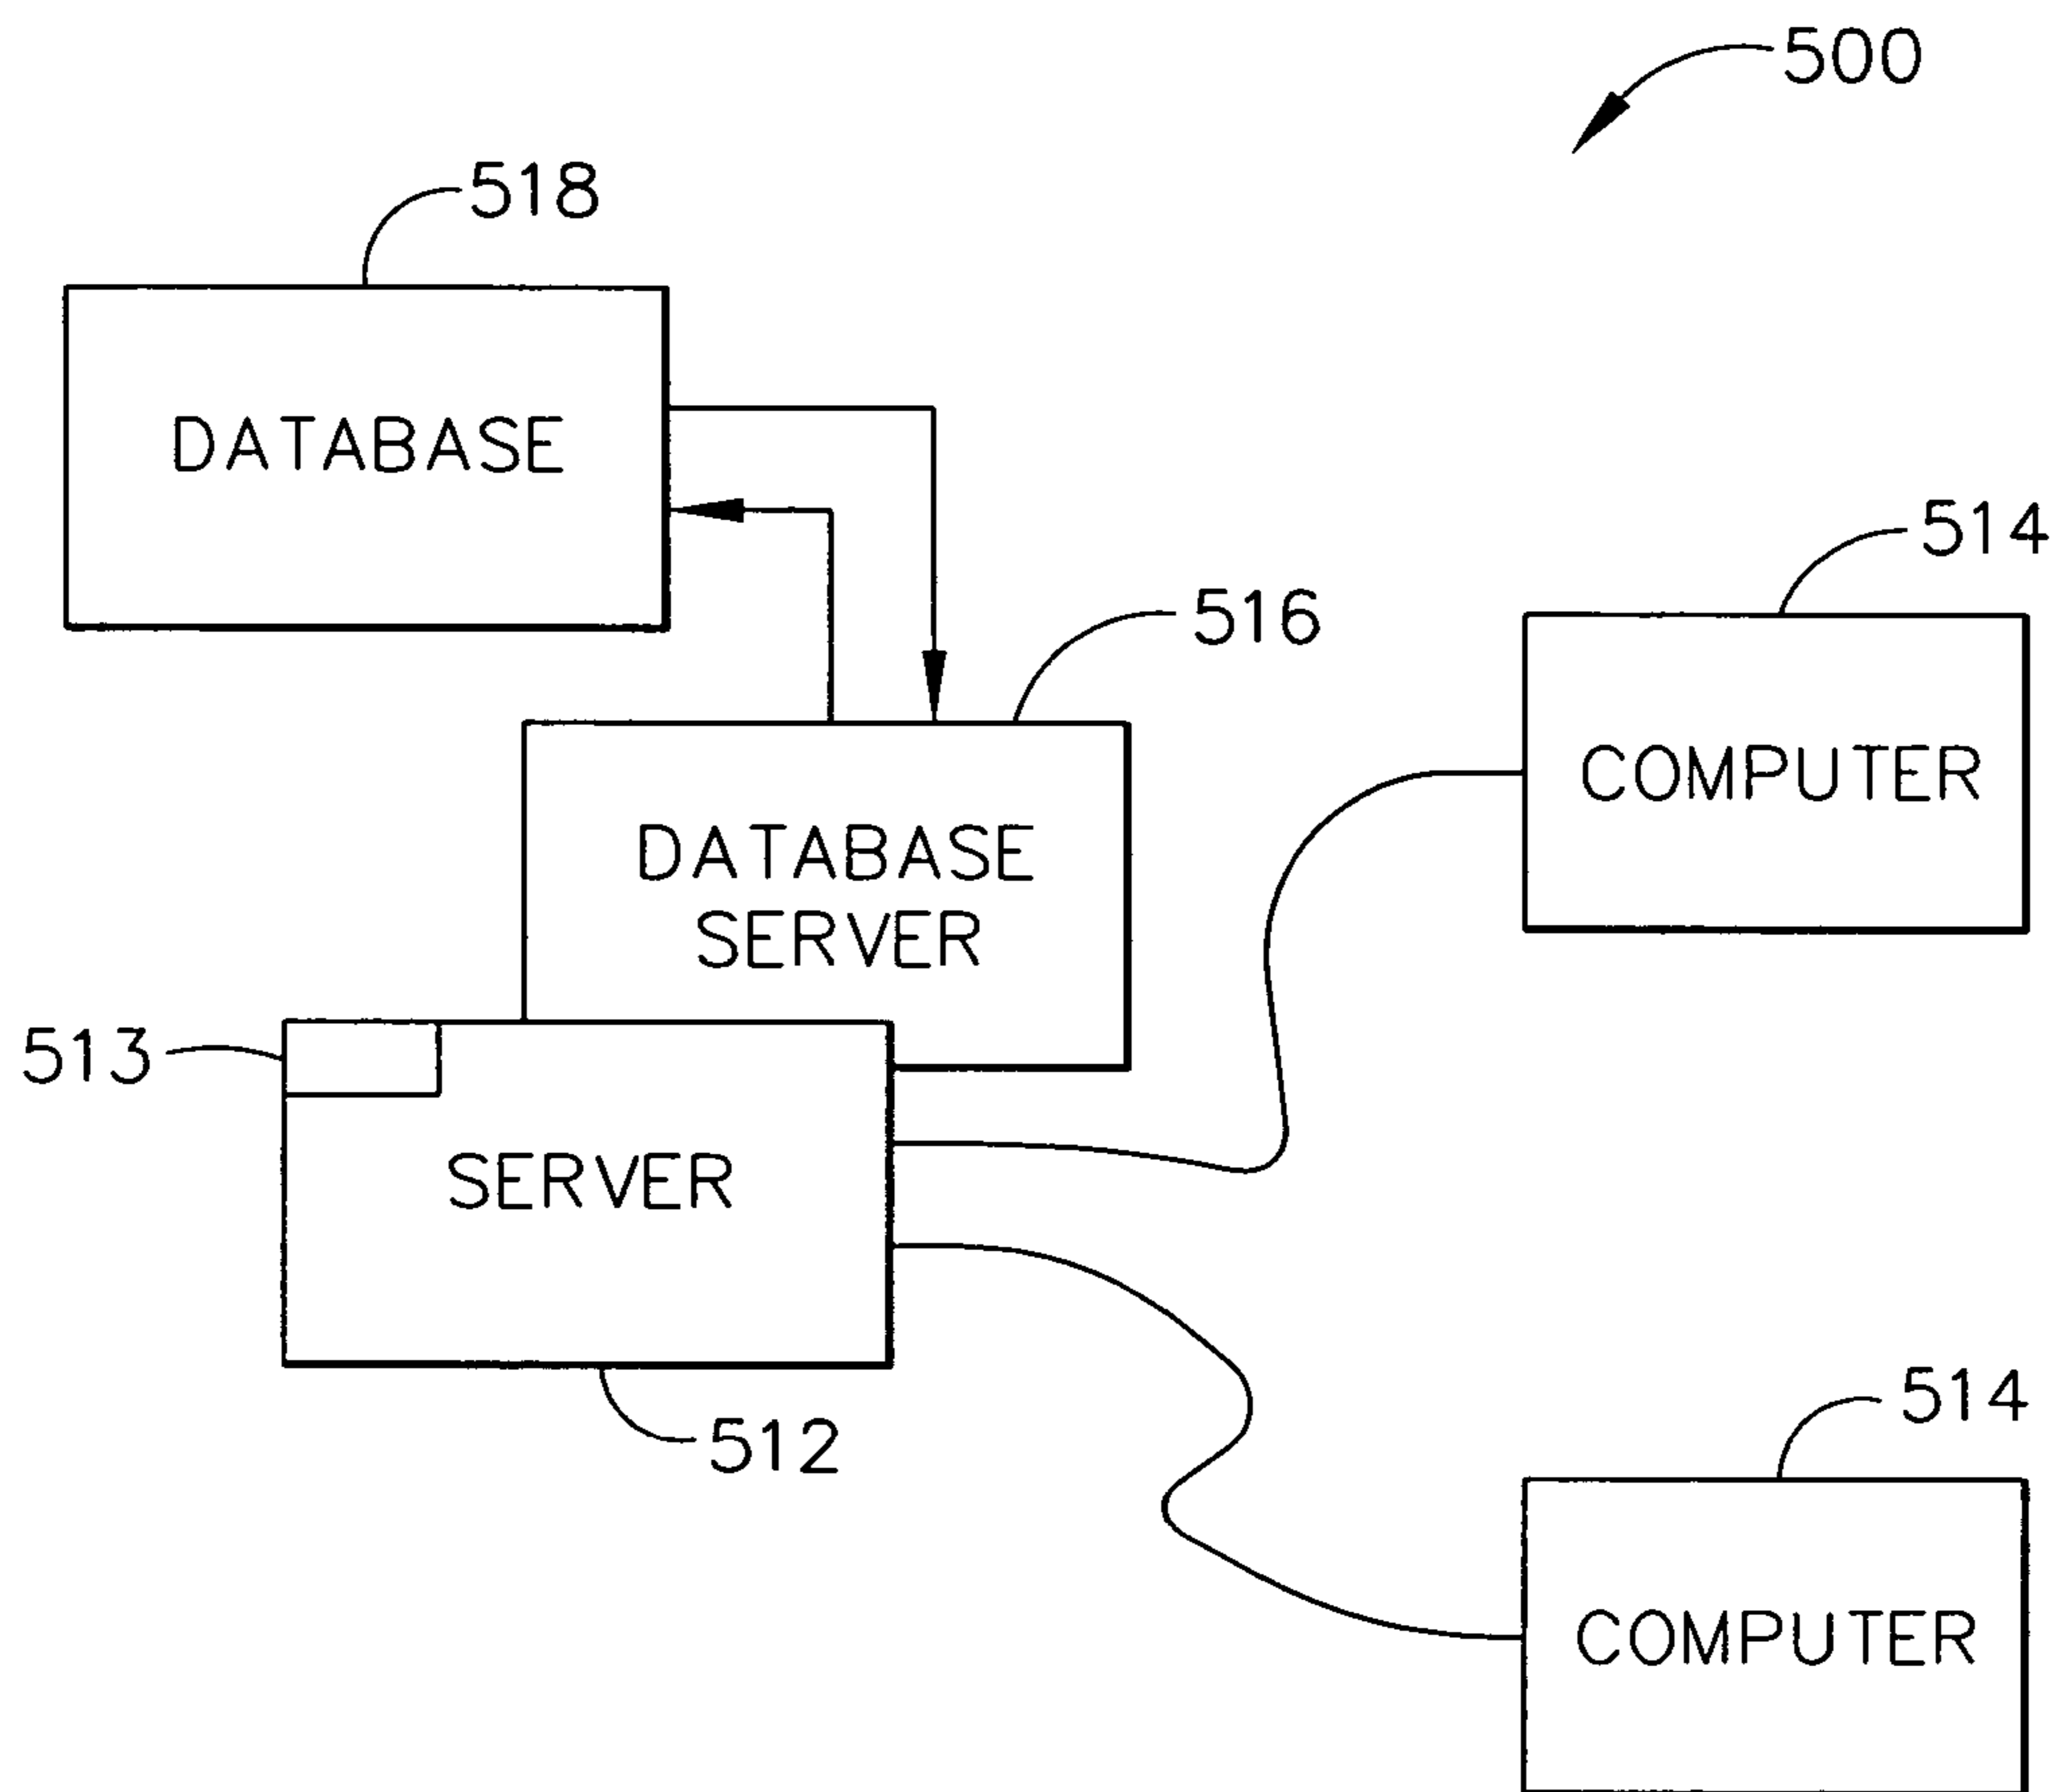 500
518
DATABASE
514
516
COMPUTER
DATABASE
SERVER
513
SERVER
514
512
COMPUTER